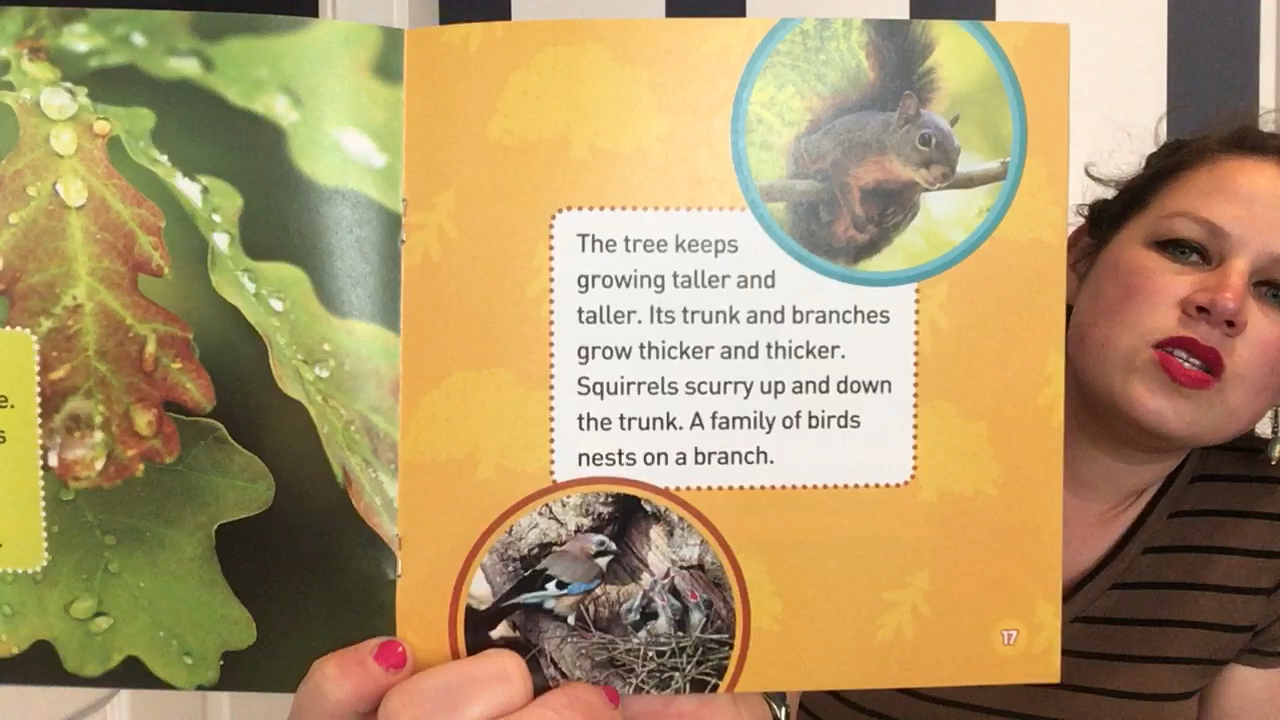 e.
s
.
The tree keeps
growing taller and
taller. Its trunk and branches
grow thicker and thicker.
Squirrels scurry up and down
the trunk. A family of birds
nests on a branch.
17